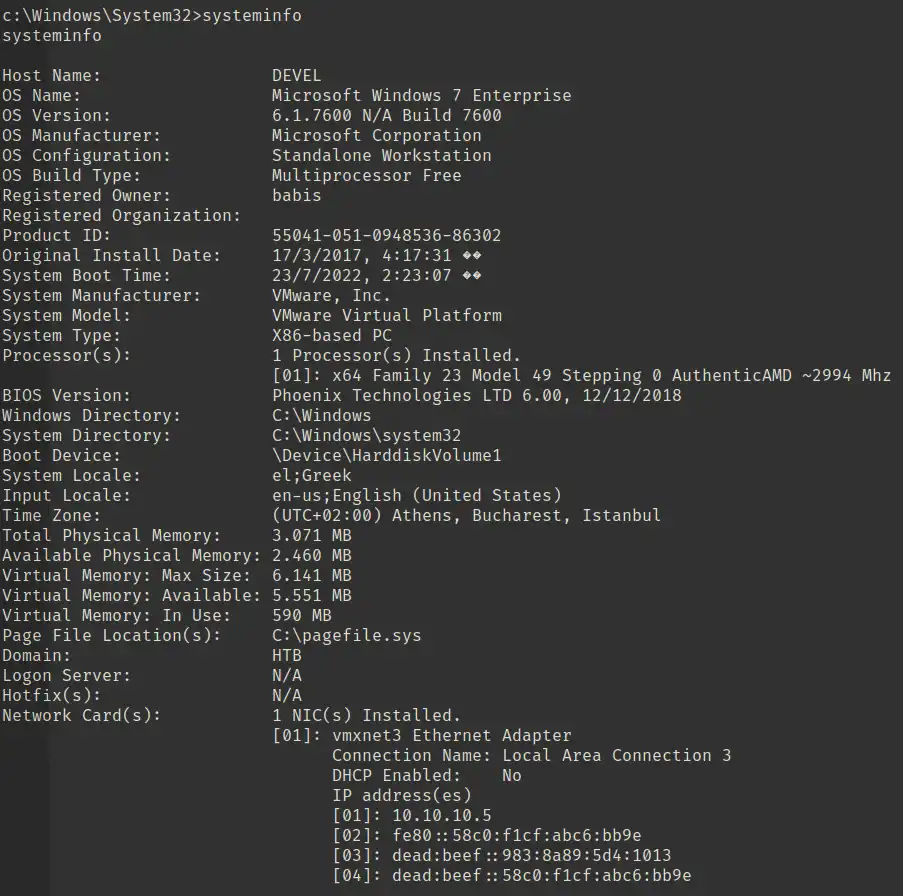 c:\Windows\System32>systeminfo
systeminfo
Host Name: DEVEL
OS Name: Microsoft Windows 7 Enterprise
OS Version: 6.1.7600 N/A Build 7600
OS Manufacturer: Microsoft Corporation
OS Configuration: Standalone Workstation
OS Build Type: Multiprocessor Free
Registered Owner: babis
Registered Organization:
Product ID: 55041-051-0948536-86302
Original Install Date: 17/3/2017, 4:17:31 ��
System Boot Time: 23/7/2022, 2:23:07 ��
System Manufacturer: VMware, Inc.
System Model: VMware Virtual Platform
System Type: X86-based PC
Processor(s): 1 Processor(s) Installed.
[01]: x64 Family 23 Model 49 Stepping 0 AuthenticAMD ~2994 Mhz
BIOS Version: Phoenix Technologies LTD 6.00, 12/12/2018
Windows Directory: C:\Windows
System Directory: C:\Windows\system32
Boot Device: \Device\HarddiskVolume1
System Locale: el;Greek
Input Locale: en-us;English (United States)
Time Zone: (UTC+02:00) Athens, Bucharest, Istanbul
Total Physical Memory: 3.071 MB
Available Physical Memory: 2.460 MB
Virtual Memory: Max Size: 6.141 MB
Virtual Memory: Available: 5.551 MB
Virtual Memory: In Use: 590 MB
Page File Location(s): C:\pagefile.sys
Domain: HTB
Logon Server: N/A
Hotfix(s): N/A
Network Card(s): 1 NIC(s) Installed.
[01]: vmxnet3 Ethernet Adapter
Connection Name: Local Area Connection 3
DHCP Enabled: No
IP address(es)
[01]: 10.10.10.5
[02]: fe80::58c0:f1cf:abc6:bb9e
[03]: dead:beef::983:8a89:5d4:1013
[04]: dead:beef::58c0:f1cf:abc6:bb9e